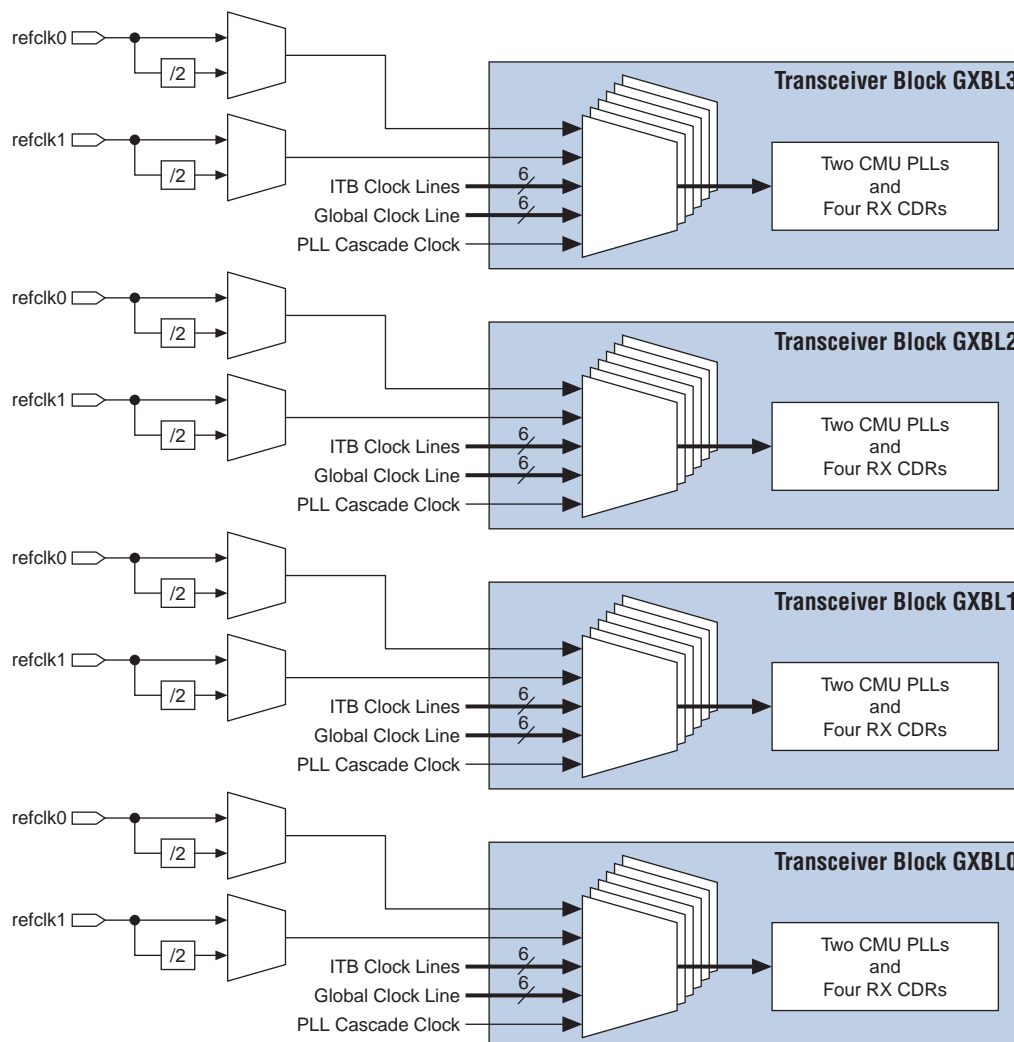 refclk0
/2
Transceiver Block GXBL3
refclk1
/2
ITB Clock Lines
6
Global Clock Line
6
PLL Cascade Clock
Two CMU PLLs
and
Four RX CDRs
refclk0
/2
Transceiver Block GXBL2
refclk1
/2
ITB Clock Lines
6
Global Clock Line
6
PLL Cascade Clock
Two CMU PLLs
and
Four RX CDRs
refclk0
/2
Transceiver Block GXBL1
refclk1
/2
ITB Clock Lines
6
Global Clock Line
6
PLL Cascade Clock
Two CMU PLLs
and
Four RX CDRs
refclk0
/2
Transceiver Block GXBL0
refclk1
/2
ITB Clock Lines
6
Global Clock Line
6
PLL Cascade Clock
Two CMU PLLs
and
Four RX CDRs